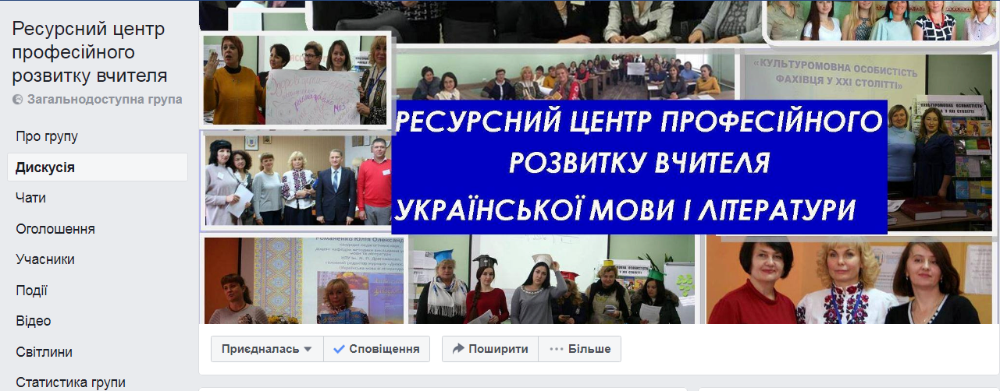 Ресурсний центр
професійного
розвитку вчителя
Загальнодоступна група
Про групу
Дискусія
Чати
Оголошення
Учасники
Події
Відео
Світлини
Статистика групи
«КУЛЬТУРОМОВНА ОСОБИСТІСТЬ
ФАХІВЦЯ У ХХІ СТОЛІТТІ»
РЕСУРСНИЙ ЦЕНТР ПРОФЕСІЙНОГО
РОЗВИТКУ ВЧИТЕЛЯ
УКРАЇНСЬКОЇ МОВИ І ЛІТЕРАТУРИ
Приєдналась
Сповіщення
Поширити
Більше